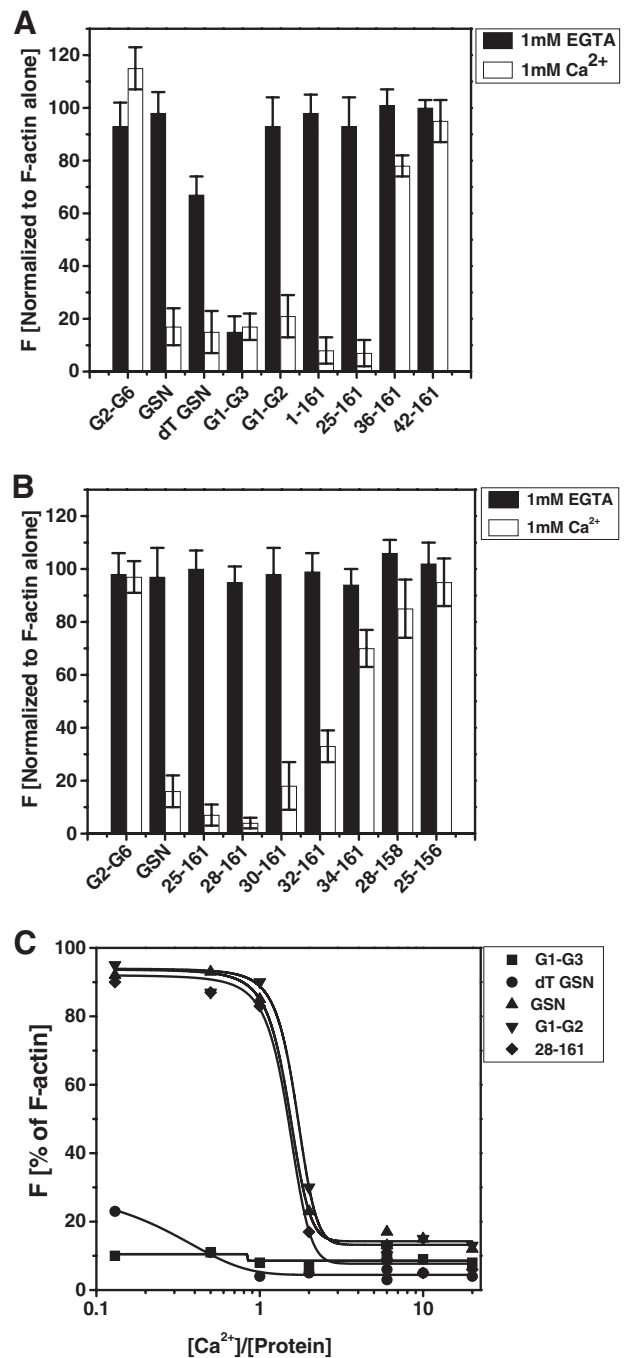 A
1mM EGTA
1mM Ca2+
F [Normalized to F-actin alone]
120
100
80
60
40
20
0
G2-G6
GSN
dT GSN
G1-G3
G1-G2
1-161
25-161
36-161
42-161
B
1mM EGTA
1mM Ca2+
F [Normalized to F-actin alone]
120
100
80
60
40
20
0
G2-G6
GSN
25-161
28-161
30-161
32-161
34-161
28-158
25-156
C
G1-G3
dT GSN
GSN
G1-G2
28-161
F [% of F-actin]
100
80
60
40
20
0
0.1
1
10
[Ca2+]/[Protein]